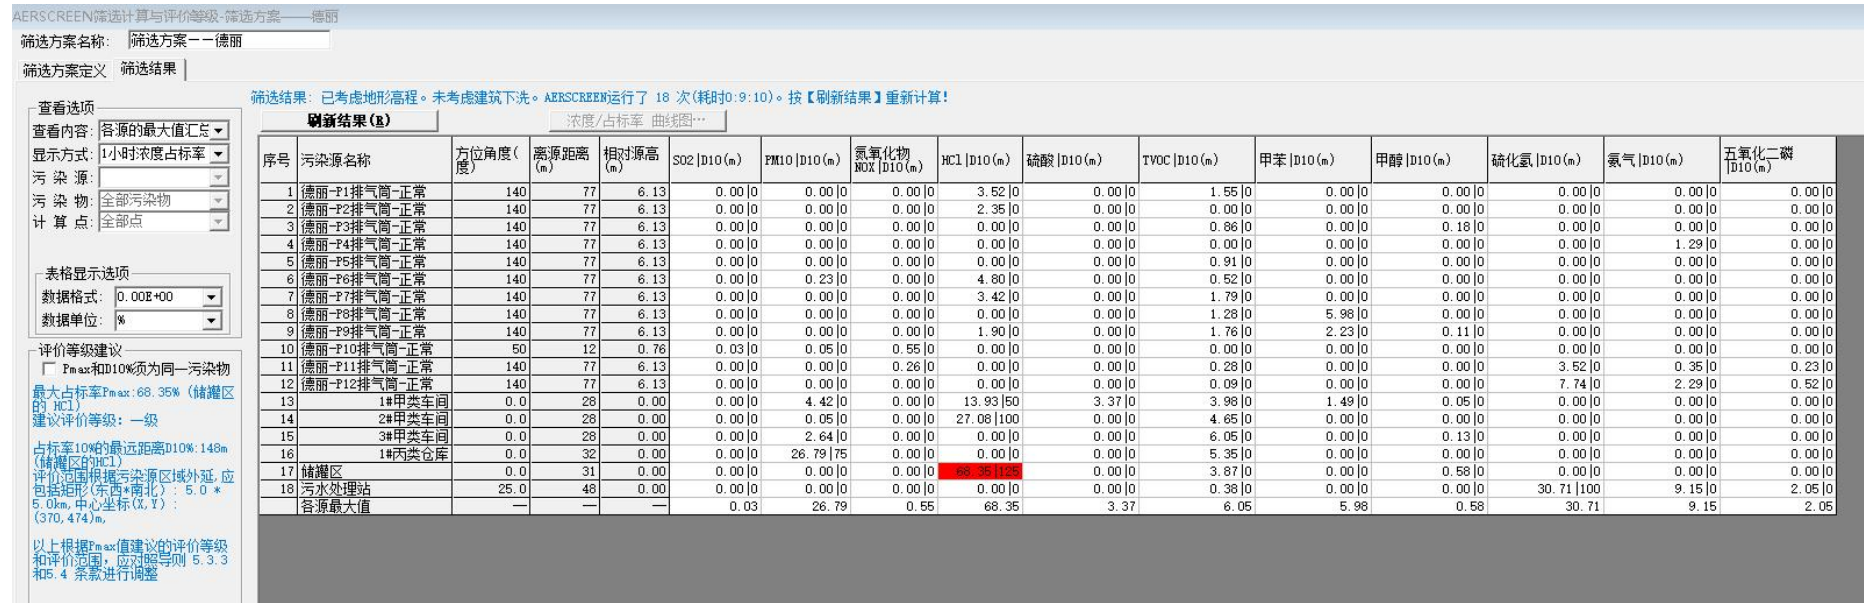 AERSCREEN筛选计算与评价等级-筛选方案——德丽
筛选方案名称: 筛选方案——德丽
筛选方案定义 筛选结果
查看选项
查看内容: 各源的最大值汇总
显示方式: 1小时浓度占标率
污 染 源:
污 染 物: 全部污染物
计 算 点: 全部点
表格显示选项
数据格式: 0.00E+00
数据单位: %
评价等级建议
Pmax和D10%须为同一污染物
最大占标率Pmax:68.35% (储罐区
的 HCl)
建议评价等级: 一级
占标率10%的最远距离D10%:148m
(储罐区的HCl)
评价范围根据污染源区域外延,应
包括矩形(东西*南北) : 5.0 *
5.0km,中心坐标(X,Y) :
(370,474)m,
以上根据Pmax值建议的评价等级
和评价范围, 应对照导则 5.3.3
和5.4 条款进行调整
筛选结果: 已考虑地形高程。未考虑建筑下洗。AERSCREEN运行了 18 次(耗时0:9:10)。按【刷新结果】重新计算!
刷新结果(R) 浓度/占标率 曲线图…
序号 污染源名称 方位角度(度) 离源距离(m) 相对源高(m) SO2|D10(m) PM10|D10(m) 氮氧化物NOX|D10(m) HCl|D10(m) 硫酸|D10(m) TVOC|D10(m) 甲苯|D10(m) 甲醇|D10(m) 硫化氢|D10(m) 氨气|D10(m) 五氧化二磷|D10(m)
1 德丽-P1排气筒-正常 140 77 6.13 0.00|0 0.00|0 0.00|0 3.52|0 0.00|0 1.55|0 0.00|0 0.00|0 0.00|0 0.00|0 0.00|0
2 德丽-P2排气筒-正常 140 77 6.13 0.00|0 0.00|0 0.00|0 2.35|0 0.00|0 0.00|0 0.00|0 0.00|0 0.00|0 0.00|0 0.00|0
3 德丽-P3排气筒-正常 140 77 6.13 0.00|0 0.00|0 0.00|0 0.00|0 0.00|0 0.86|0 0.00|0 0.18|0 0.00|0 0.00|0 0.00|0
4 德丽-P4排气筒-正常 140 77 6.13 0.00|0 0.00|0 0.00|0 0.00|0 0.00|0 0.00|0 0.00|0 0.00|0 0.00|0 1.29|0 0.00|0
5 德丽-P5排气筒-正常 140 77 6.13 0.00|0 0.00|0 0.00|0 0.00|0 0.00|0 0.91|0 0.00|0 0.00|0 0.00|0 0.00|0 0.00|0
6 德丽-P6排气筒-正常 140 77 6.13 0.00|0 0.23|0 0.00|0 4.80|0 0.00|0 0.52|0 0.00|0 0.00|0 0.00|0 0.00|0 0.00|0
7 德丽-P7排气筒-正常 140 77 6.13 0.00|0 0.00|0 0.00|0 3.42|0 0.00|0 1.79|0 0.00|0 0.00|0 0.00|0 0.00|0 0.00|0
8 德丽-P8排气筒-正常 140 77 6.13 0.00|0 0.00|0 0.00|0 0.00|0 0.00|0 1.28|0 5.98|0 0.00|0 0.00|0 0.00|0 0.00|0
9 德丽-P9排气筒-正常 140 77 6.13 0.00|0 0.00|0 0.00|0 1.90|0 0.00|0 1.76|0 2.23|0 0.11|0 0.00|0 0.00|0 0.00|0
10 德丽-P10排气筒-正常 50 12 0.76 0.03|0 0.05|0 0.55|0 0.00|0 0.00|0 0.00|0 0.00|0 0.00|0 0.00|0 0.00|0 0.00|0
11 德丽-P11排气筒-正常 140 77 6.13 0.00|0 0.00|0 0.26|0 0.00|0 0.00|0 0.28|0 0.00|0 0.00|0 3.52|0 0.35|0 0.23|0
12 德丽-P12排气筒-正常 140 77 6.13 0.00|0 0.00|0 0.00|0 0.00|0 0.00|0 0.09|0 0.00|0 0.00|0 7.74|0 2.29|0 0.52|0
13 1#甲类车间 0.0 28 0.00 0.00|0 4.42|0 0.00|0 13.93|50 3.37|0 3.98|0 1.49|0 0.05|0 0.00|0 0.00|0 0.00|0
14 2#甲类车间 0.0 28 0.00 0.00|0 0.05|0 0.00|0 27.08|100 0.00|0 4.65|0 0.00|0 0.00|0 0.00|0 0.00|0 0.00|0
15 3#甲类车间 0.0 28 0.00 0.00|0 2.64|0 0.00|0 0.00|0 0.00|0 6.05|0 0.00|0 0.13|0 0.00|0 0.00|0 0.00|0
16 1#丙类仓库 0.0 32 0.00 0.00|0 26.79|75 0.00|0 0.00|0 0.00|0 5.35|0 0.00|0 0.00|0 0.00|0 0.00|0 0.00|0
17 储罐区 0.0 31 0.00 0.00|0 0.00|0 0.00|0 68.35|125 0.00|0 3.87|0 0.00|0 0.58|0 0.00|0 0.00|0 0.00|0
18 污水处理站 25.0 48 0.00 0.00|0 0.00|0 0.00|0 0.00|0 0.00|0 0.38|0 0.00|0 0.00|0 30.71|100 9.15|0 2.05|0
各源最大值 — — — 0.03 26.79 0.55 68.35 3.37 6.05 5.98 0.58 30.71 9.15 2.05